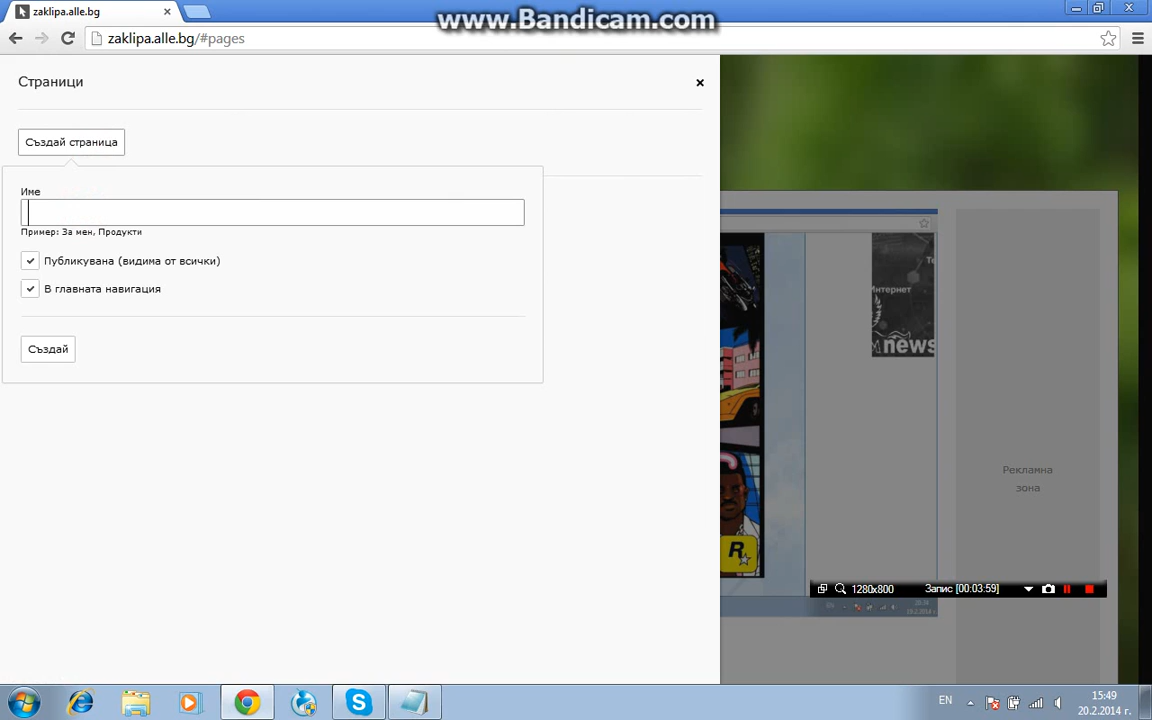 zaklipa.alle.bg
www.Bandicam.com
zaklipa.alle.bg/#pages
Страници
Създай страница
Име
Пример: За мен, Продукти
Публикувана (видима от всички)
В главната навигация
Създай
Интернет
news
Рекламна
зона
R
1280x800
Запис [00:03:59]
EN
15:49
20.2.2014 г.